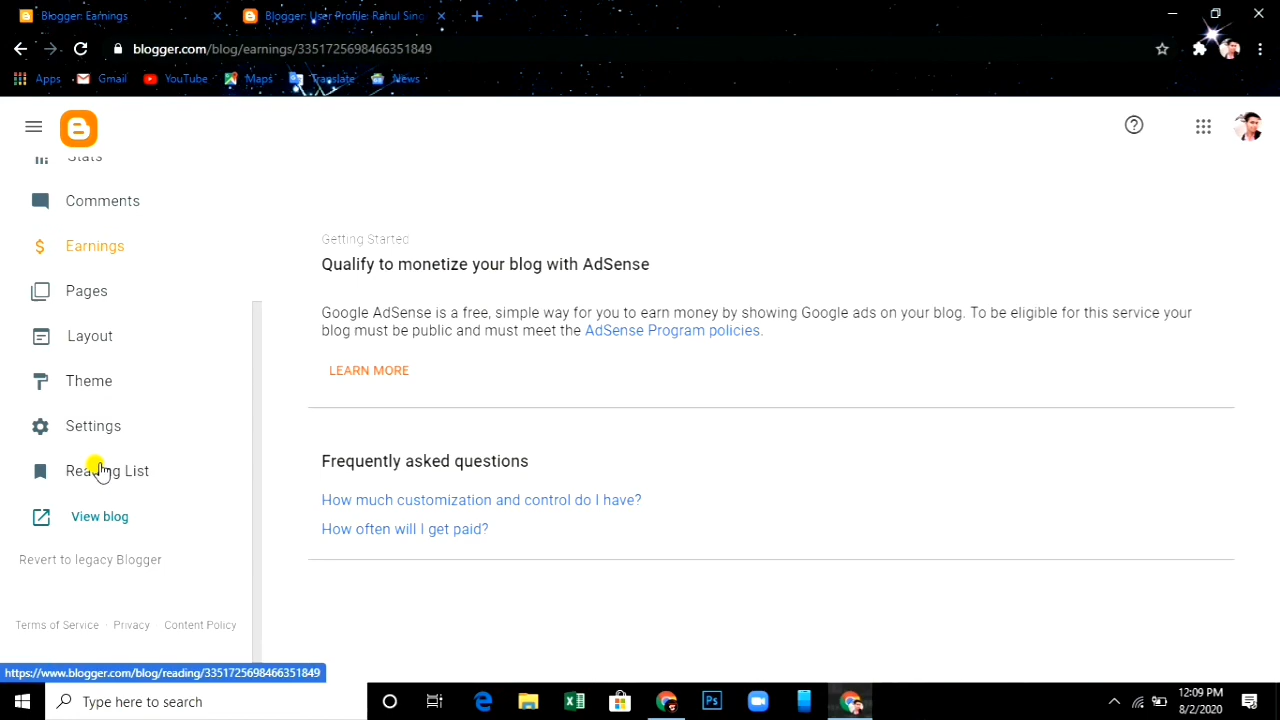 Blogger: Earnings
Blogger: User Profile: Rahul Sing
blogger.com/blog/earnings/3351725698466351849
Apps
Gmail
YouTube
Maps
Translate
News
Stats
Comments
Earnings
Pages
Layout
Theme
Settings
Reading List
View blog
Revert to legacy Blogger
Terms of Service · Privacy Content Policy
Getting Started
Qualify to monetize your blog with AdSense
Google AdSense is a free, simple way for you to earn money by showing Google ads on your blog. To be eligible for this service your
blog must be public and must meet the AdSense Program policies.
LEARN MORE
Frequently asked questions
How much customization and control do I have?
How often will I get paid?
https://www.blogger.com/blog/reading/3351725698466351849
Type here to search
12:09 PM
8/2/2020